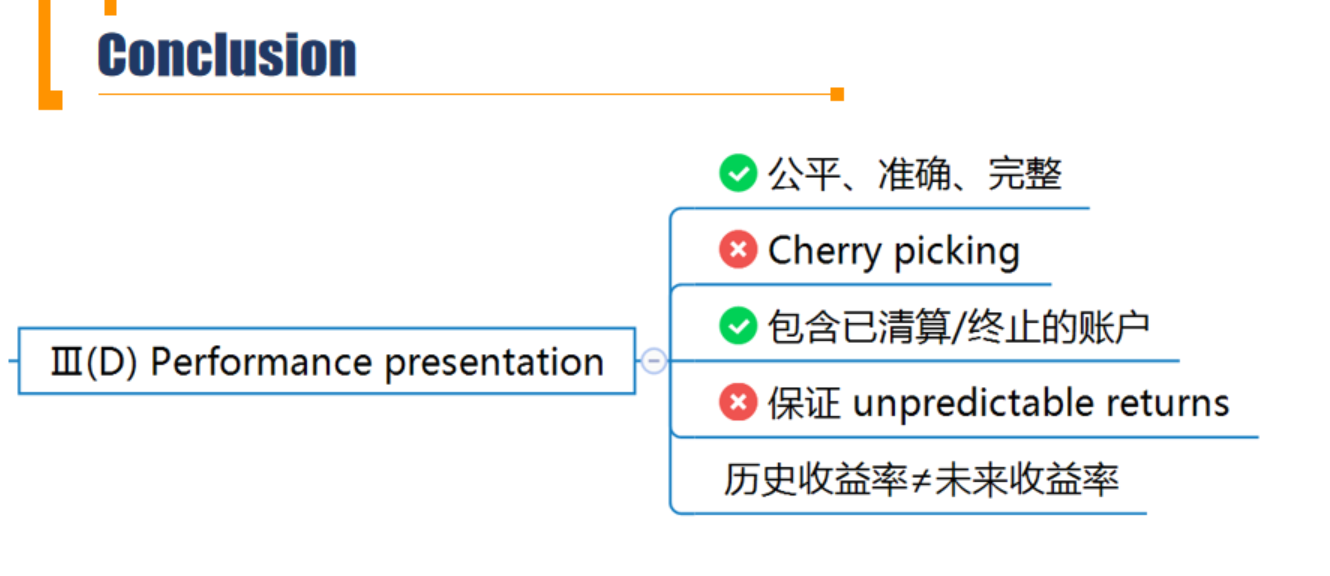 Conclusion
公平、准确、完整
Cherry picking
包含已清算/终止的账户
Ⅲ(D) Performance presentation
保证 unpredictable returns
历史收益率≠未来收益率